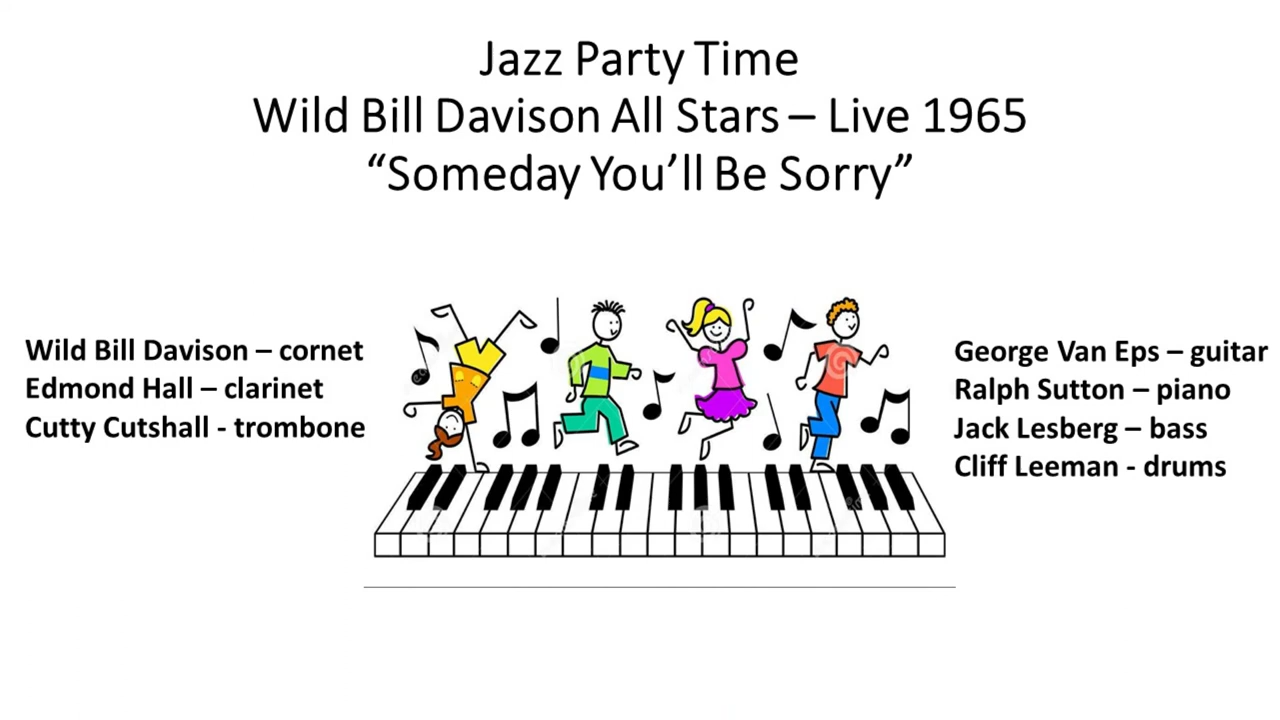 Jazz Party Time
Wild Bill Davison All Stars – Live 1965
“Someday You’ll Be Sorry”
Wild Bill Davison – cornet
Edmond Hall – clarinet
Cutty Cutshall - trombone
George Van Eps – guitar
Ralph Sutton – piano
Jack Lesberg – bass
Cliff Leeman - drums